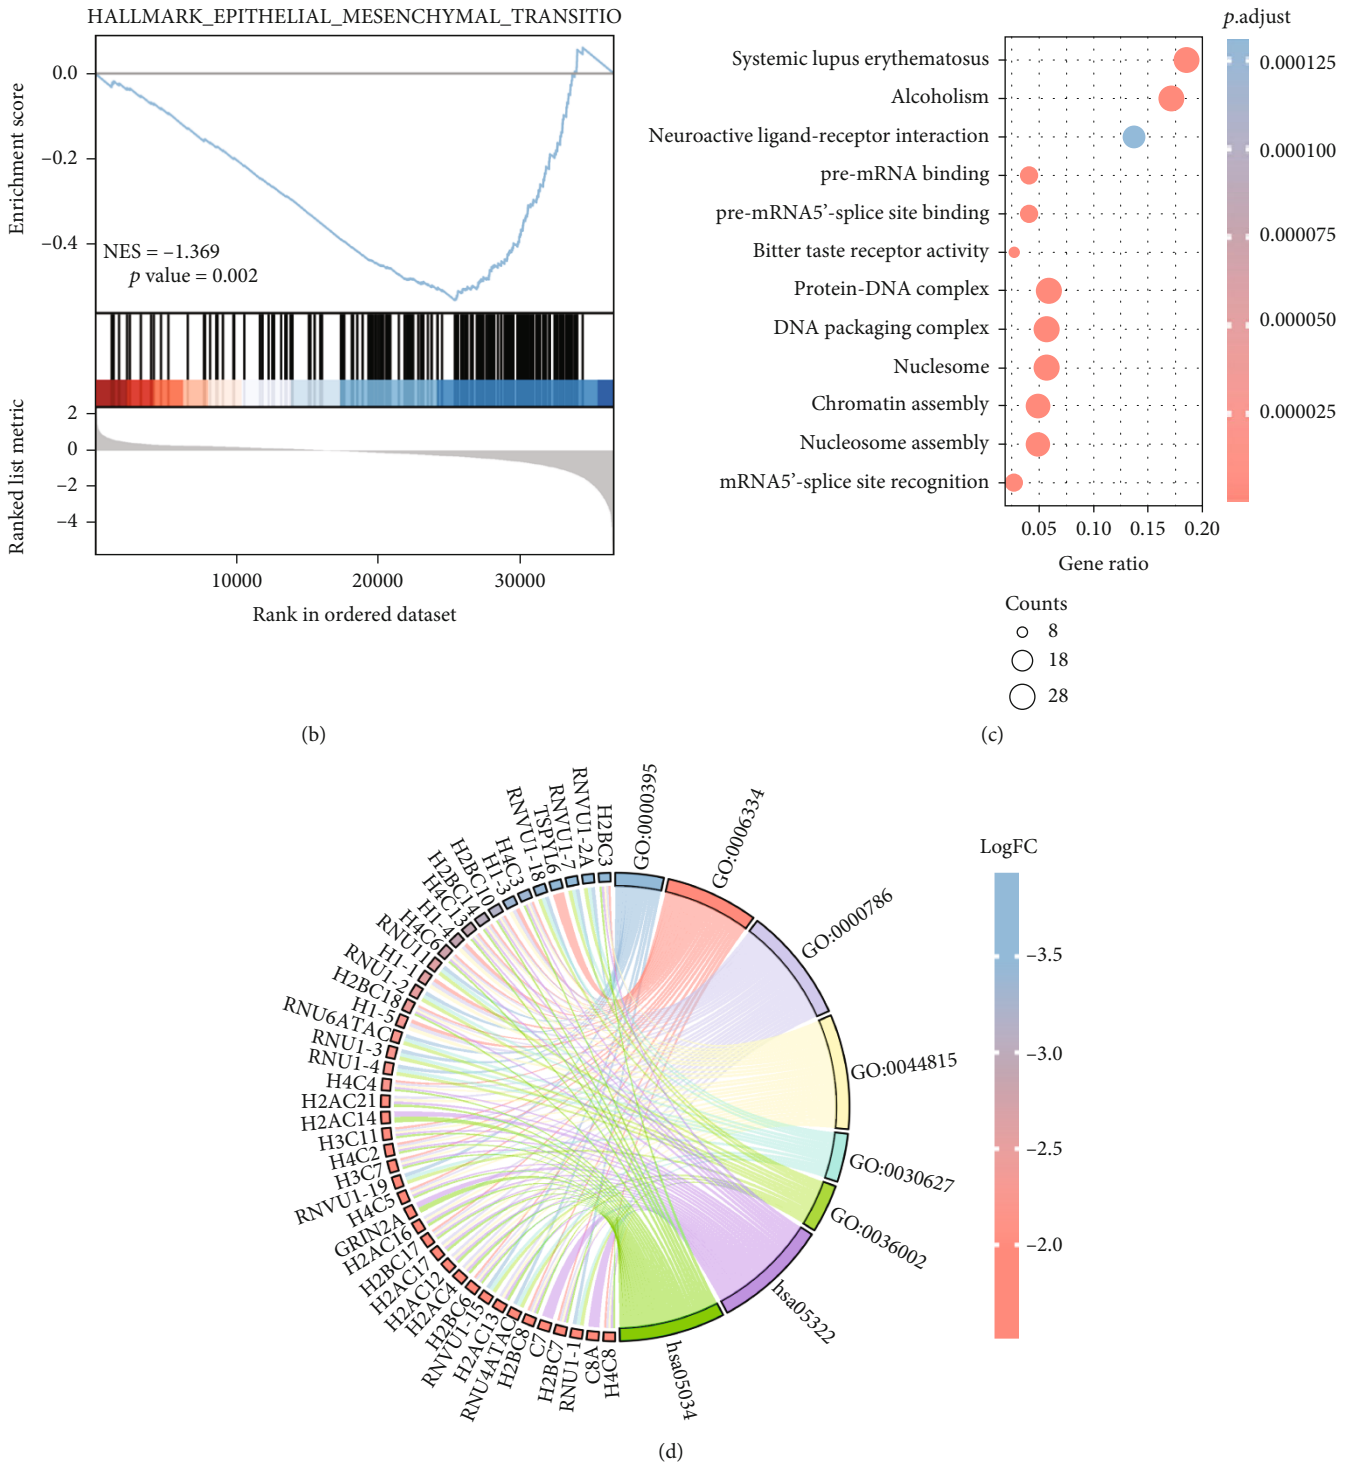 HALLMARK_EPITHELIAL_MESENCHYMAL_TRANSITIO
Enrichment score
0.0
–0.2
–0.4
NES = –1.369
p value = 0.002
Ranked list metric
2
0
–2
–4
10000 20000 30000
Rank in ordered dataset
(b)
p.adjust
Systemic lupus erythematosus
Alcoholism
Neuroactive ligand-receptor interaction
pre-mRNA binding
pre-mRNA5’-splice site binding
Bitter taste receptor activity
Protein-DNA complex
DNA packaging complex
Nuclesome
Chromatin assembly
Nucleosome assembly
mRNA5’-splice site recognition
0.05 0.10 0.15 0.20
Gene ratio
0.000125
0.000100
0.000075
0.000050
0.000025
Counts
8
18
28
(c)
GO:0000395
GO:0006334
GO:0000786
GO:0044815
GO:0030627
GO:0036002
hsa05322
hsa05034
H2BC3
RNVU1-2A
RNVU1-7
TSPYL6
RNVU1-18
H4C3
H1-3
H2BC10
H2BC14
H4C13
H1-4
H4C6
RNU11
H1-1
RNU1-2
H2BC18
H1-5
RNU6ATAC
RNU1-3
RNU1-4
H4C4
H2AC21
H2AC14
H3C11
H4C2
H3C7
RNVU1-19
H4C5
GRIN2A
H2AC16
H2BC17
H2AC17
H2AC12
H2AC4
H2BC6
RNVU1-15
H2AC13
RNU4ATAC
H2BC8
C7
H2BC7
RNU1-1
C8A
H4C8
LogFC
–3.5
–3.0
–2.5
–2.0
(d)